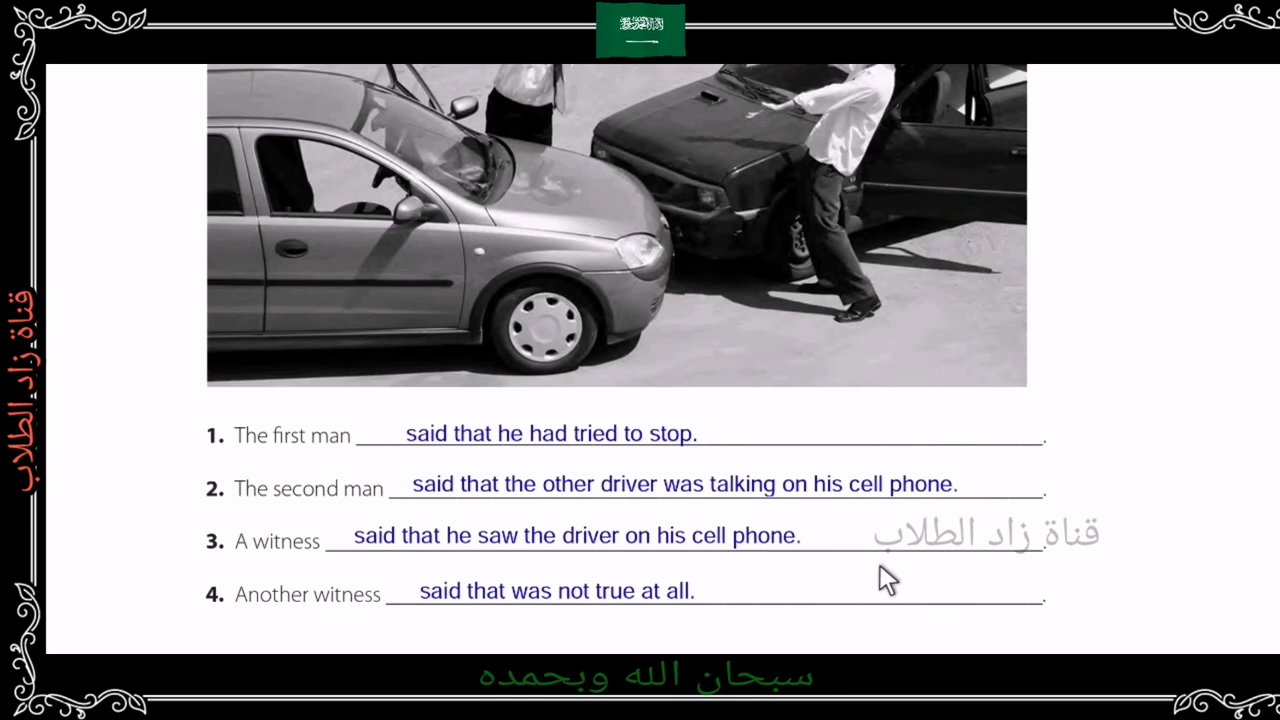 قناة زاد الطلاب
1. The first man said that he had tried to stop. .
2. The second man said that the other driver was talking on his cell phone. .
3. A witness said that he saw the driver on his cell phone. .
قناة زاد الطلاب
4. Another witness said that was not true at all. .
سبحان الله وبحمده